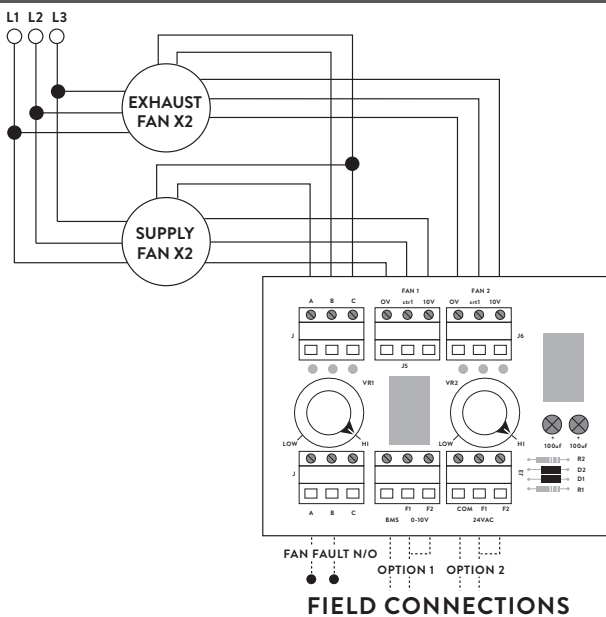 L1 L2 L3
EXHAUST
FAN X2
SUPPLY
FAN X2
FAN 1 FAN 2
A B C OV str1 10V OV crt1 10V
J J6
J5
VR1 VR2
LOW HI LOW HI
+ +
100uf 100uf
R2
D2
D1
R1
J J3
F1 F2 COM F1 F2
A B C
BMS 0-10V 24VAC
FAN FAULT N/O
OPTION 1 OPTION 2
FIELD CONNECTIONS